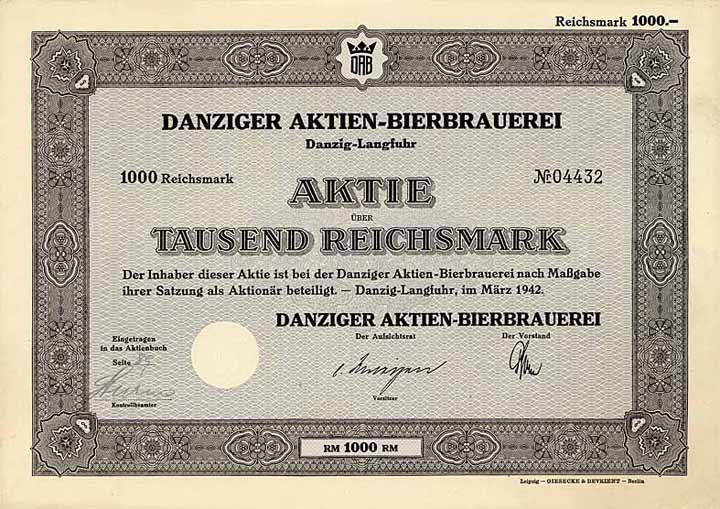 Reichsmark 1000.–
DAB
DANZIGER AKTIEN-BIERBRAUEREI
Danzig-Langfuhr
1000 Reichsmark
№ 04432
AKTIE
ÜBER
TAUSEND REICHSMARK
Der Inhaber dieser Aktie ist bei der Danziger Aktien-Bierbrauerei nach Maßgabe
ihrer Satzung als Aktionär beteiligt. – Danzig-Langfuhr, im März 1942.
DANZIGER AKTIEN-BIERBRAUEREI
Der Aufsichtsrat
Der Vorstand
Eingetragen
in das Aktienbuch
Seite
Kontrollbeamter
Vorsitzer
RM 1000 RM
Leipzig – GIESECKE & DEVRIENT – Berlin